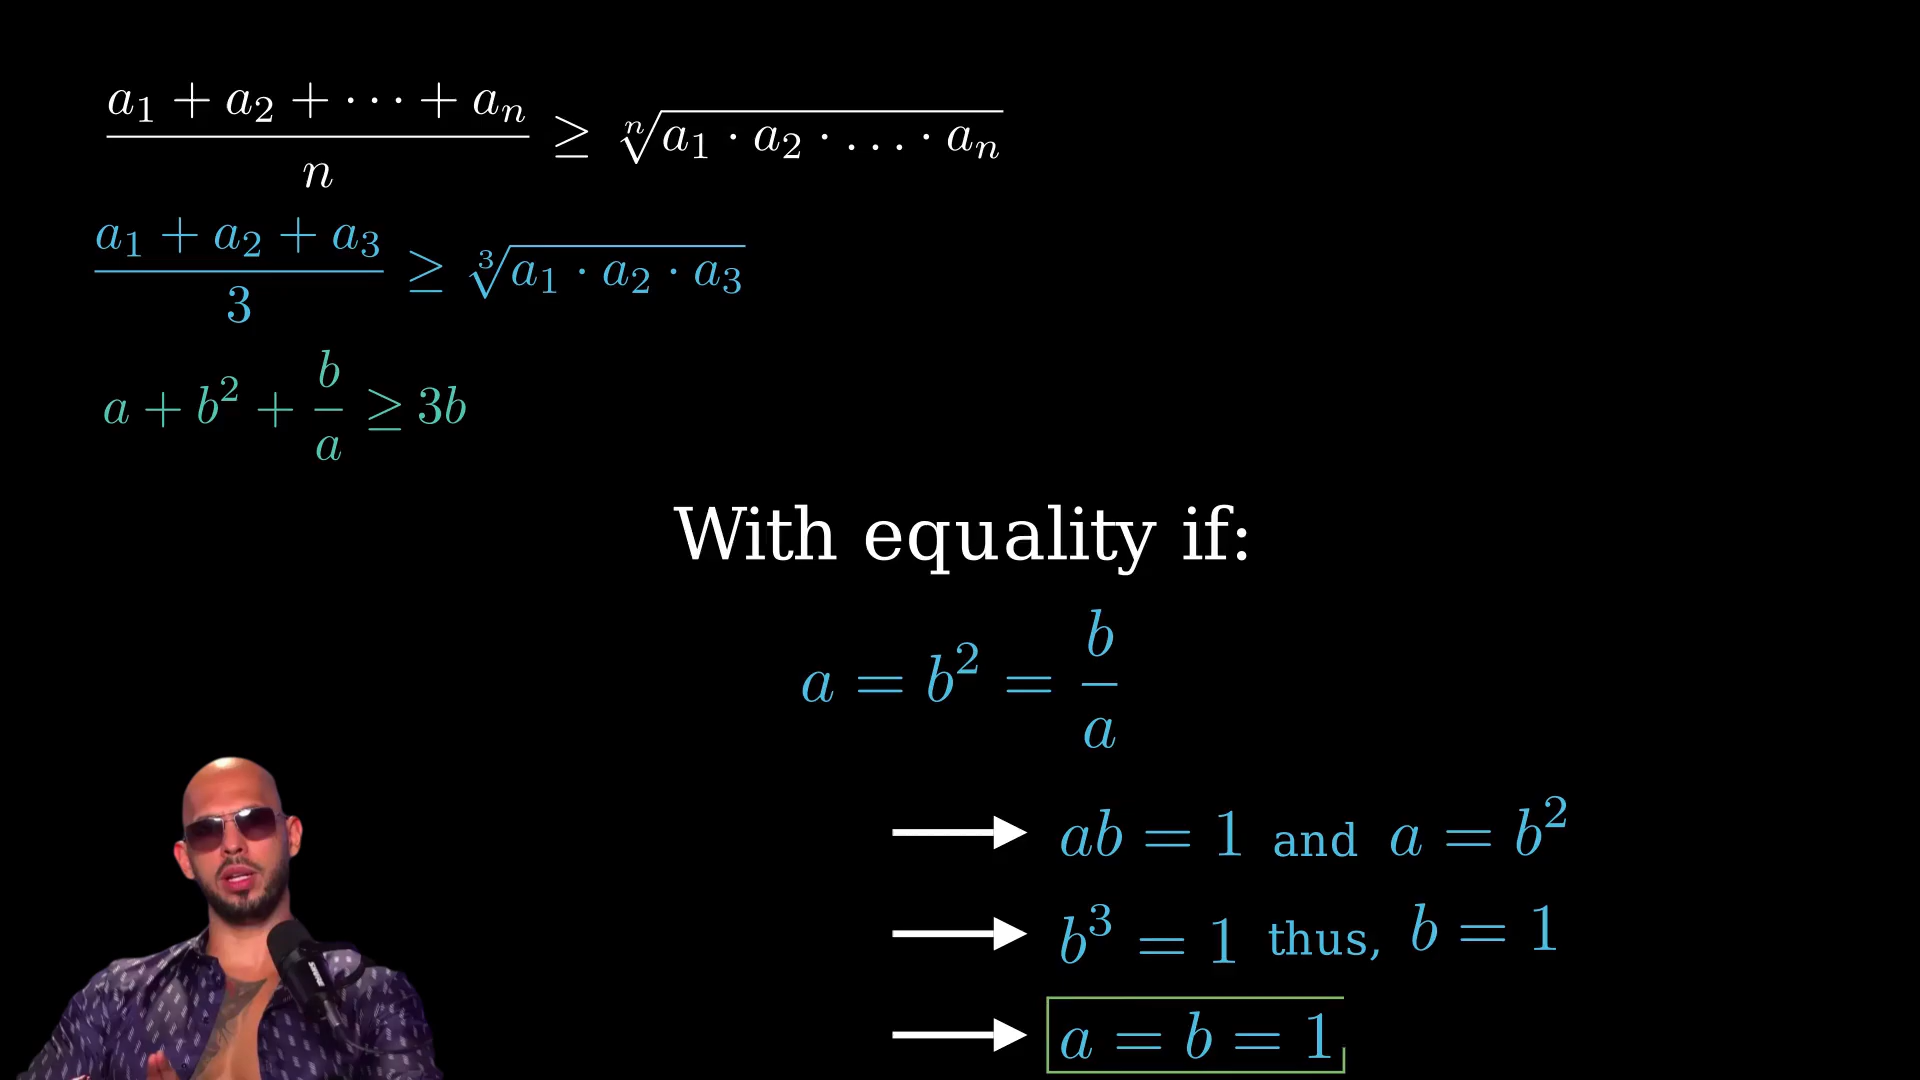 (a₁ + a₂ + ··· + aₙ)/n ≥ ⁿ√(a₁ · a₂ · ... · aₙ)
(a₁ + a₂ + a₃)/3 ≥ ³√(a₁ · a₂ · a₃)
a + b² + b/a ≥ 3b
With equality if:
a = b² = b/a
ab = 1 and a = b²
b³ = 1 thus, b = 1
a = b = 1